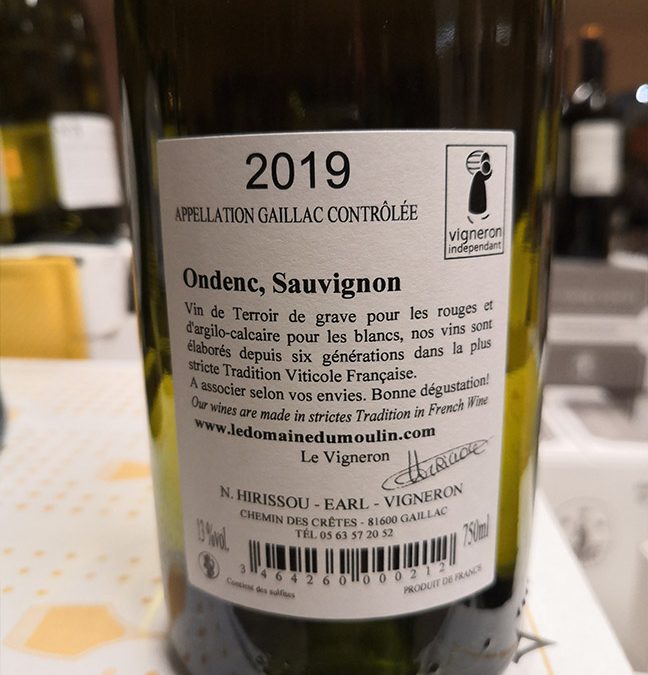 2019
APPELLATION GAILLAC CONTRÔLÉE
vigneron
indépendant
Ondenc, Sauvignon
Vin de Terroir de grave pour les rouges et
d'argilo-calcaire pour les blancs, nos vins sont
élaborés depuis six générations dans la plus
stricte Tradition Viticole Française.
A associer selon vos envies. Bonne dégustation!
Our wines are made in strictes Tradition in French Wine
www.ledomainedumoulin.com
Le Vigneron
N. HIRISSOU - EARL - VIGNERON
CHEMIN DES CRÊTES - 81600 GAILLAC
TÉL 05 63 57 20 52
13 %vol.
750ml
3 464260 000212
Contient des sulfites
PRODUIT DE FRANCE